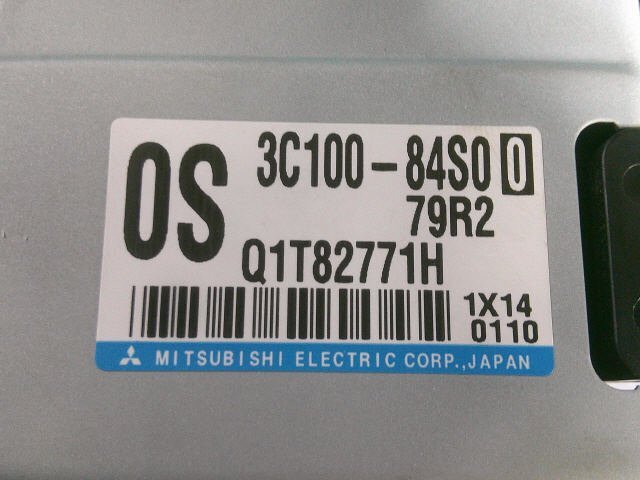 0S
3C100-84S0 0
79R2
Q1T82771H
1X14
0110
MITSUBISHI ELECTRIC CORP.,JAPAN